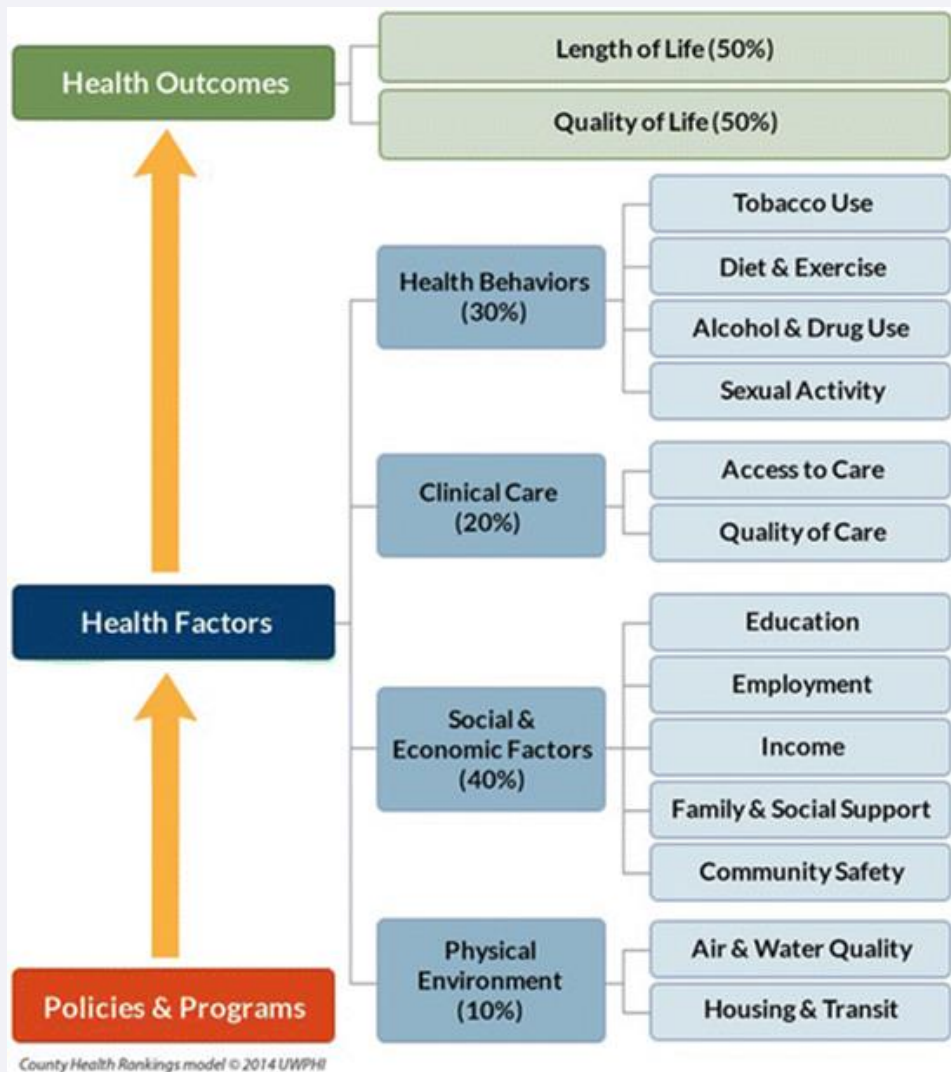 Health Outcomes
Length of Life (50%)
Quality of Life (50%)
Health Factors
Health Behaviors
(30%)
Tobacco Use
Diet & Exercise
Alcohol & Drug Use
Sexual Activity
Clinical Care
(20%)
Access to Care
Quality of Care
Social &
Economic Factors
(40%)
Education
Employment
Income
Family & Social Support
Community Safety
Physical
Environment
(10%)
Air & Water Quality
Housing & Transit
Policies & Programs
County Health Rankings model © 2014 UWPHI